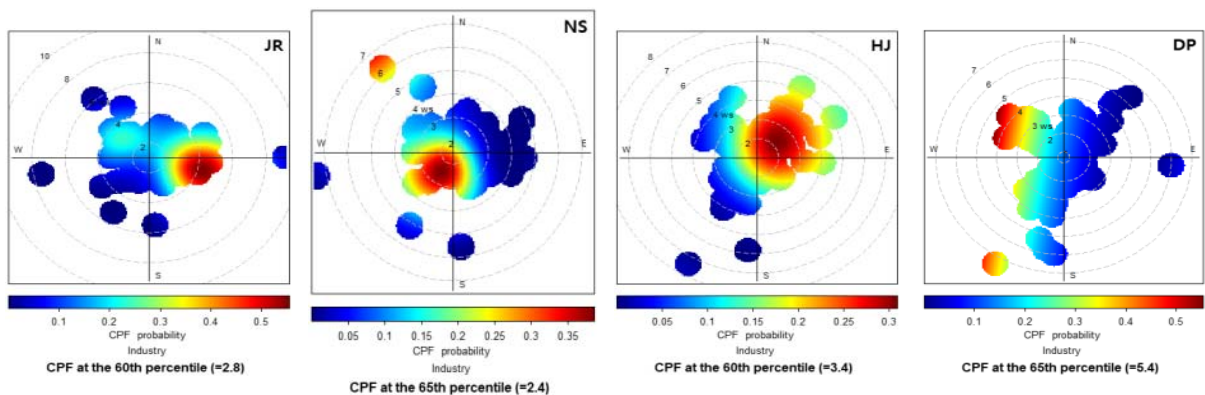 JR
N
10
8
4
2
W
S
0.1 0.2 0.3 0.4 0.5
CPF probability
Industry
CPF at the 60th percentile (=2.8)
NS
N
6
5
4 ws
3
2
W E
S
0.05 0.1 0.15 0.2 0.25 0.3 0.35
CPF probability
Industry
CPF at the 65th percentile (=2.4)
HJ
N
8
7
6
5
4 ws
3
2
W E
S
0.05 0.1 0.15 0.2 0.25 0.3
CPF probability
Industry
CPF at the 60th percentile (=3.4)
DP
N
7
6
5
4
3 ws
2
W E
S
0.1 0.2 0.3 0.4 0.5
CPF probability
Industry
CPF at the 65th percentile (=5.4)